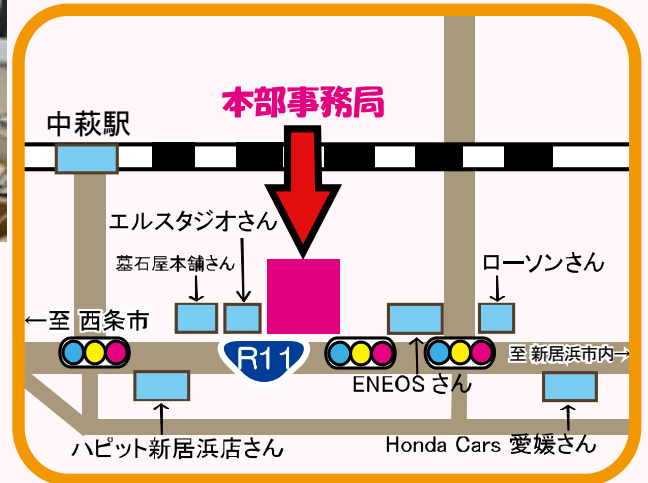 本部事務局
中萩駅
エルスタジオさん
墓石屋本舗さん
ローソンさん
←至 西条市
R11
至 新居浜市内→
ENEOSさん
ハピット新居浜店さん
Honda Cars 愛媛さん